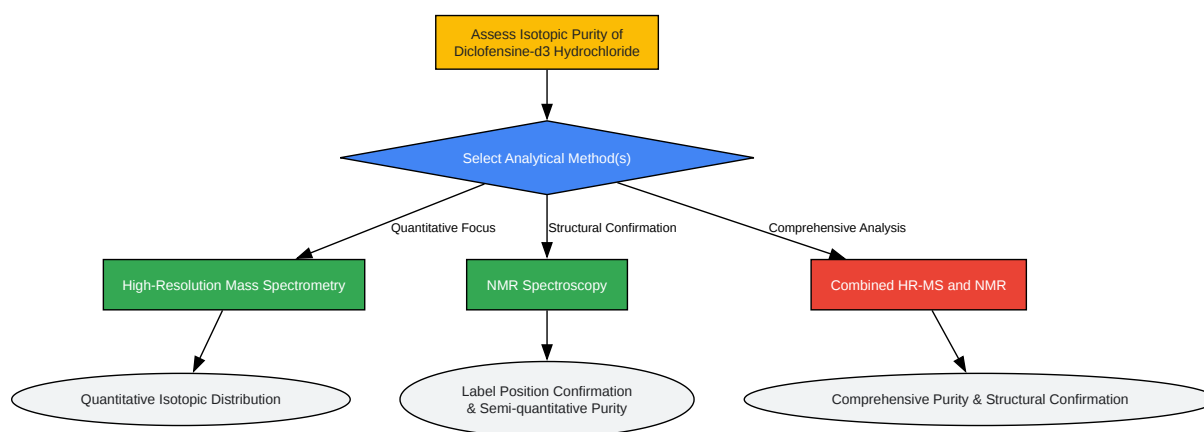 Assess Isotopic Purity of
Diclofensine-d3 Hydrochloride
Select Analytical Method(s)
Quantitative Focus
Structural Confirmation
Comprehensive Analysis
High-Resolution Mass Spectrometry
NMR Spectroscopy
Combined HR-MS and NMR
Quantitative Isotopic Distribution
Label Position Confirmation
& Semi-quantitative Purity
Comprehensive Purity & Structural Confirmation